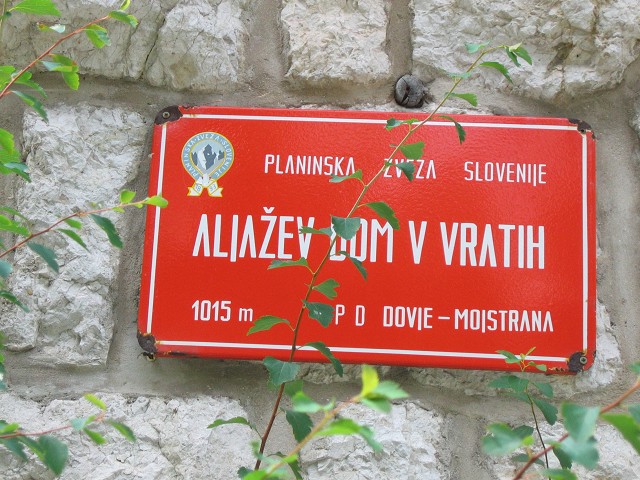 PLANINSKA ZVEZA SLOVENIJE
ALJAŽEV DOM V VRATIH
1015 m P D DOVJE – MOJSTRANA